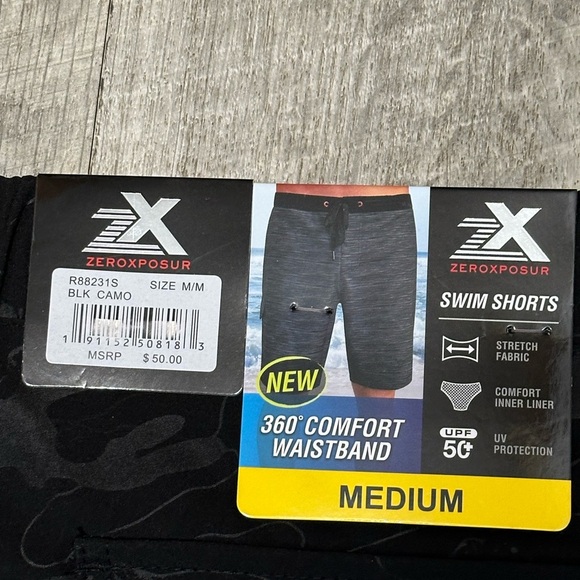 ZX
ZEROXPOSUR
R88231S SIZE M/M
BLK CAMO
1 91152 50818 3
MSRP $50.00
NEW
360° COMFORT
WAISTBAND
ZX
ZEROXPOSUR
SWIM SHORTS
STRETCH
FABRIC
COMFORT
INNER LINER
UPF
50+
UV
PROTECTION
MEDIUM